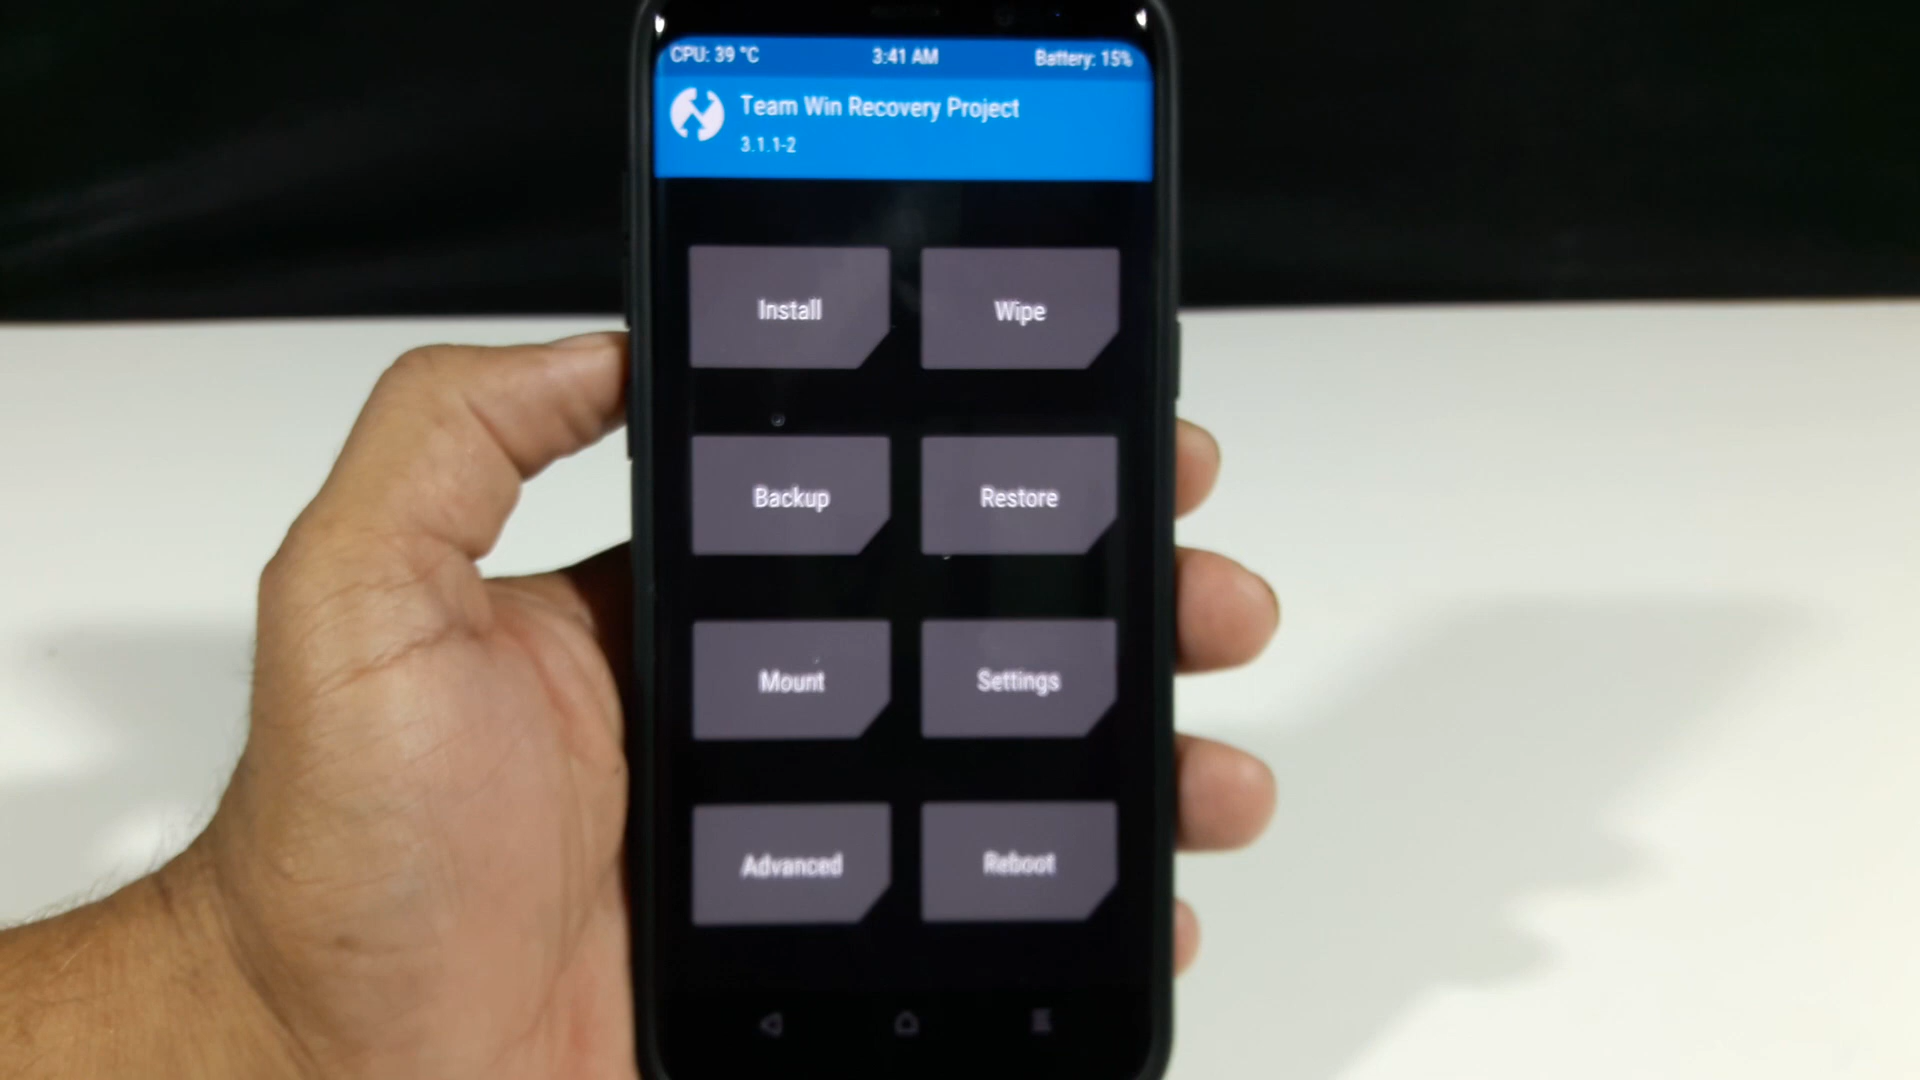 CPU: 39 °C 3:41 AM Battery: 15%
Team Win Recovery Project
3.1.1-2
Install Wipe
Backup Restore
Mount Settings
Advanced Reboot